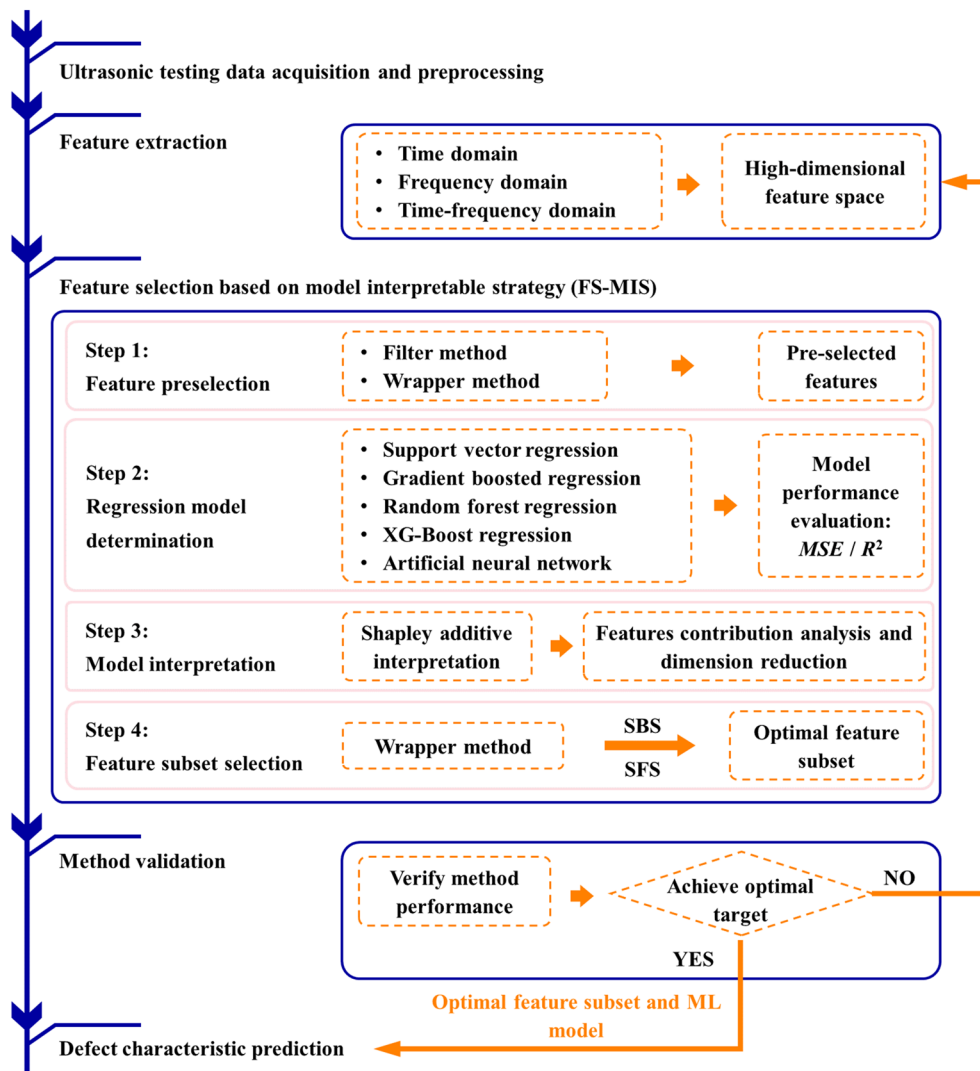 Ultrasonic testing data acquisition and preprocessing
Feature extraction
• Time domain
• Frequency domain
• Time-frequency domain
High-dimensional
feature space
Feature selection based on model interpretable strategy (FS-MIS)
Step 1:
Feature preselection
• Filter method
• Wrapper method
Pre-selected
features
Step 2:
Regression model
determination
• Support vector regression
• Gradient boosted regression
• Random forest regression
• XG-Boost regression
• Artificial neural network
Model
performance
evaluation:
MSE / R²
Step 3:
Model interpretation
Shapley additive
interpretation
Features contribution analysis and
dimension reduction
Step 4:
Feature subset selection
Wrapper method
SBS
SFS
Optimal feature
subset
Method validation
Verify method
performance
Achieve optimal
target
NO
YES
Optimal feature subset and ML
model
Defect characteristic prediction